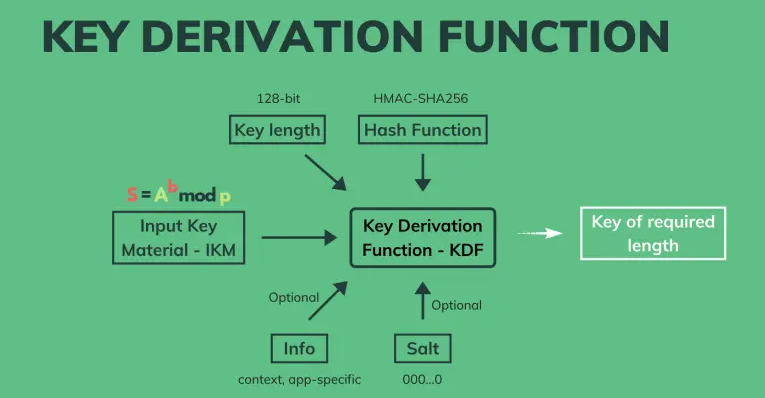 KEY DERIVATION FUNCTION
128-bit
HMAC-SHA256
Key length
Hash Function
S = A^b mod p
Input Key
Material - IKM
Key Derivation
Function - KDF
Key of required
length
Optional
Optional
Info
Salt
context, app-specific
000...0